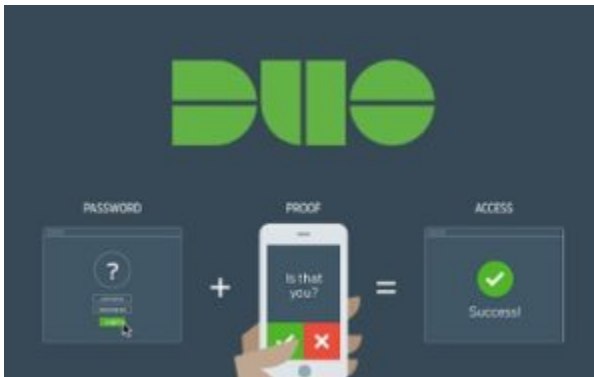 DUO
PASSWORD
PROOF
ACCESS
?
+
Is that
you?
=
Success!